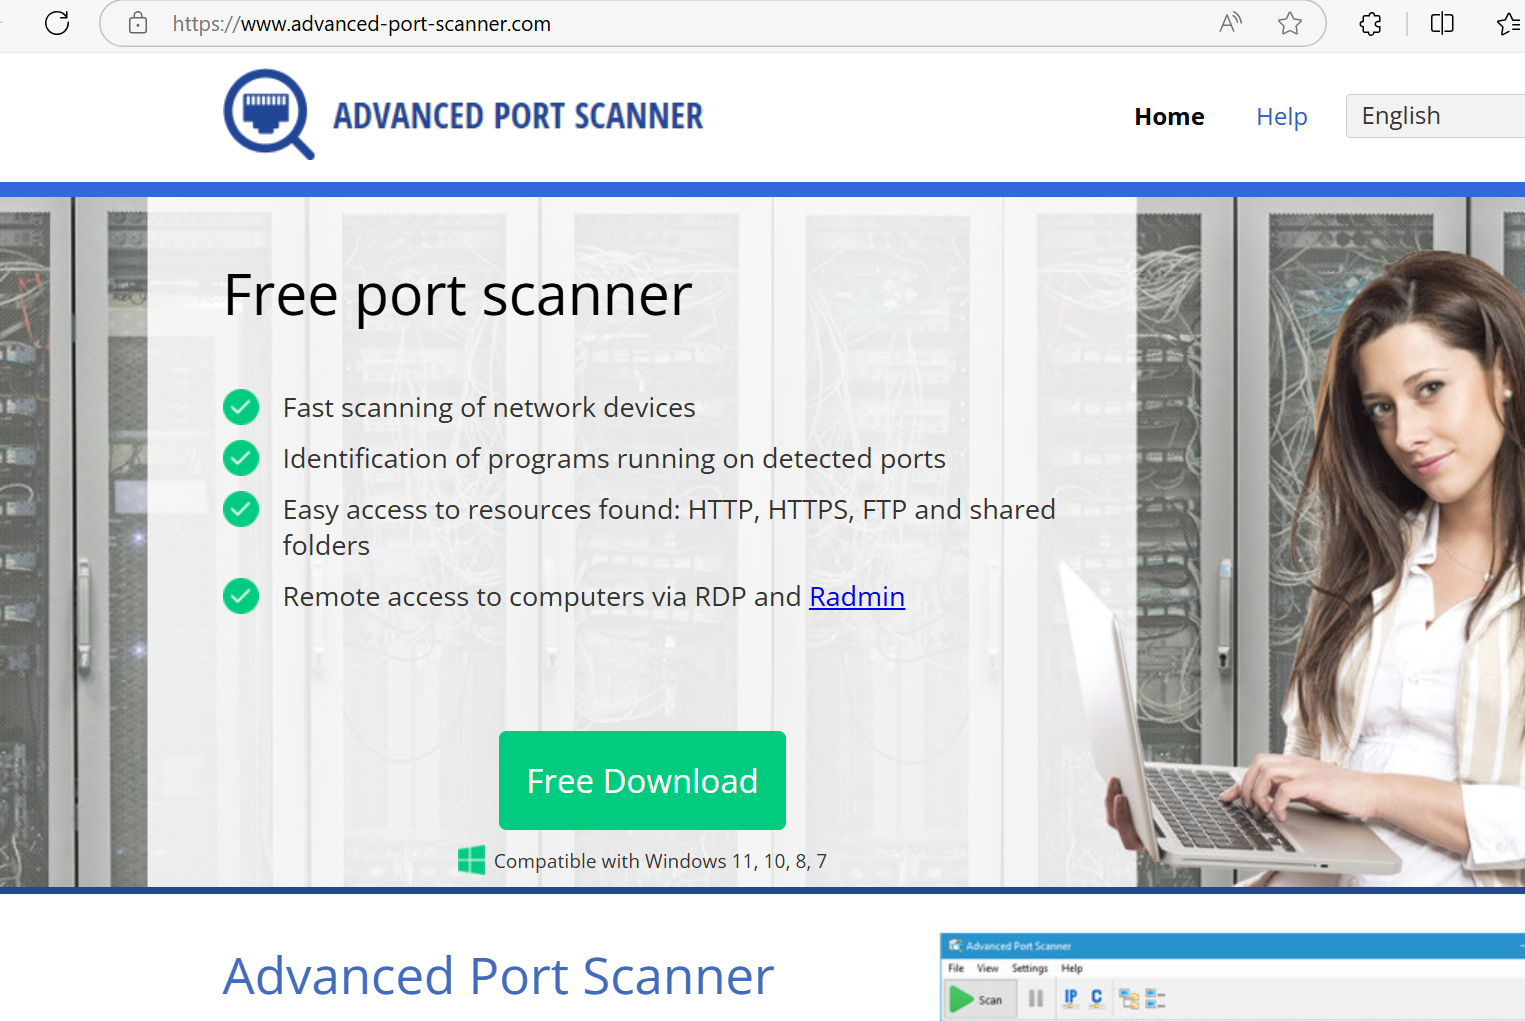 https://www.advanced-port-scanner.com
ADVANCED PORT SCANNER
Home
Help
English
Free port scanner
Fast scanning of network devices
Identification of programs running on detected ports
Easy access to resources found: HTTP, HTTPS, FTP and shared
folders
Remote access to computers via RDP and Radmin
Free Download
Compatible with Windows 11, 10, 8, 7
Advanced Port Scanner
Advanced Port Scanner
File View Settings Help
Scan
IP C